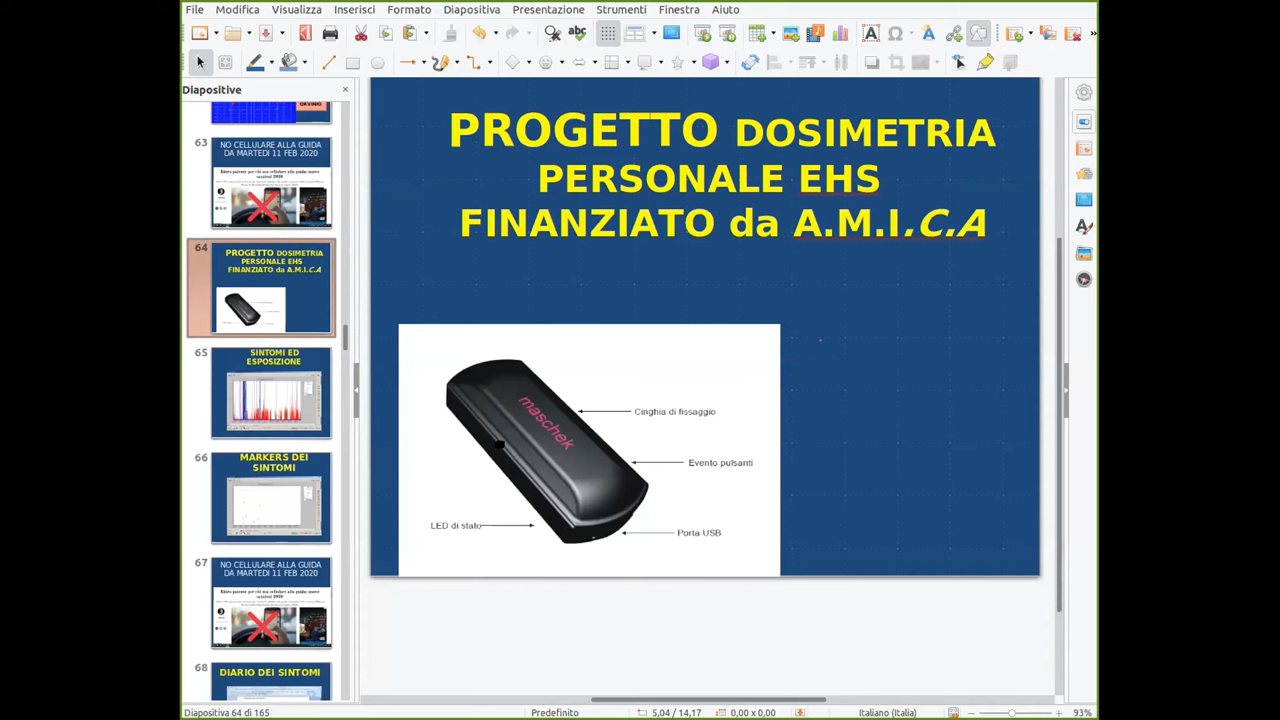 File Modifica Visualizza Inserisci Formato Diapositiva Presentazione Strumenti Finestra Aiuto
Diapositive
ORVINIO
63
NO CELLULARE ALLA GUIDA
DA MARTEDI 11 FEB 2020
64
PROGETTO DOSIMETRIA
PERSONALE EHS
FINANZIATO da A.M.I.C.A
65
SINTOMI ED
ESPOSIZIONE
66
MARKERS DEI
SINTOMI
67
NO CELLULARE ALLA GUIDA
DA MARTEDI 11 FEB 2020
68
DIARIO DEI SINTOMI
PROGETTO DOSIMETRIA
PERSONALE EHS
FINANZIATO da A.M.I.C.A
maschek
Cinghia di fissaggio
Evento pulsanti
LED di stato
Porta USB
Diapositiva 64 di 165
Predefinito
5,04 / 14,17
0,00 x 0,00
Italiano (Italia)
93%